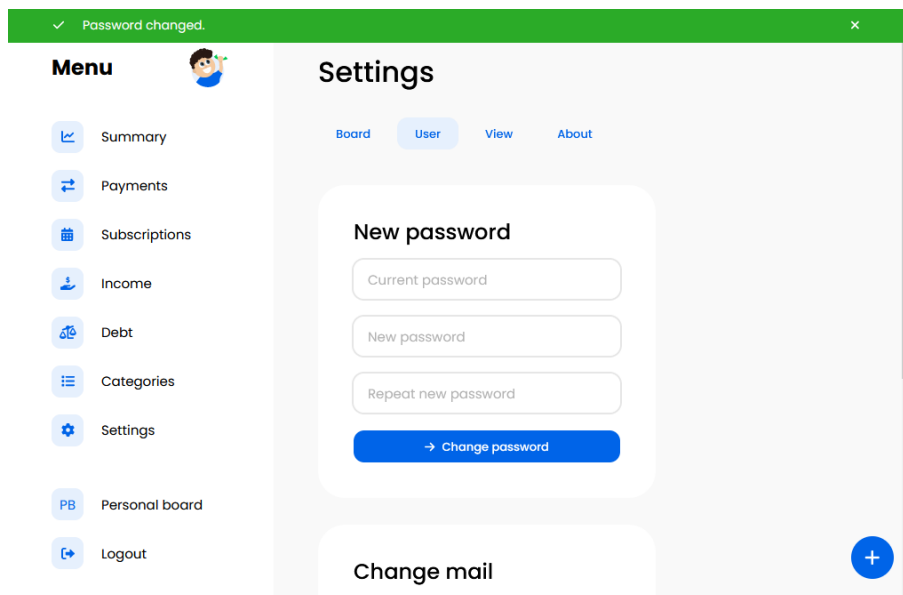 Password changed.
Menu
Summary
Payments
Subscriptions
Income
Debt
Categories
Settings
PB Personal board
Logout
Settings
Board User View About
New password
Current password
New password
Repeat new password
Change password
Change mail